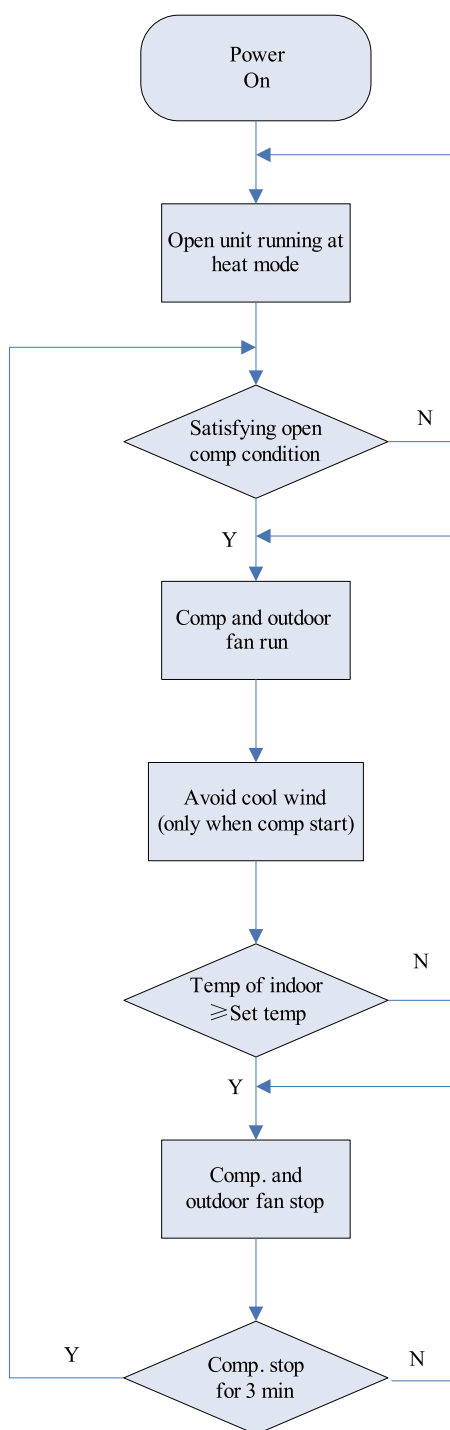 Power
On
Open unit running at
heat mode
Satisfying open
comp condition
N
Y
Comp and outdoor
fan run
Avoid cool wind
(only when comp start)
Temp of indoor
≥Set temp
N
Y
Comp. and
outdoor fan stop
Y
Comp. stop
for 3 min
N